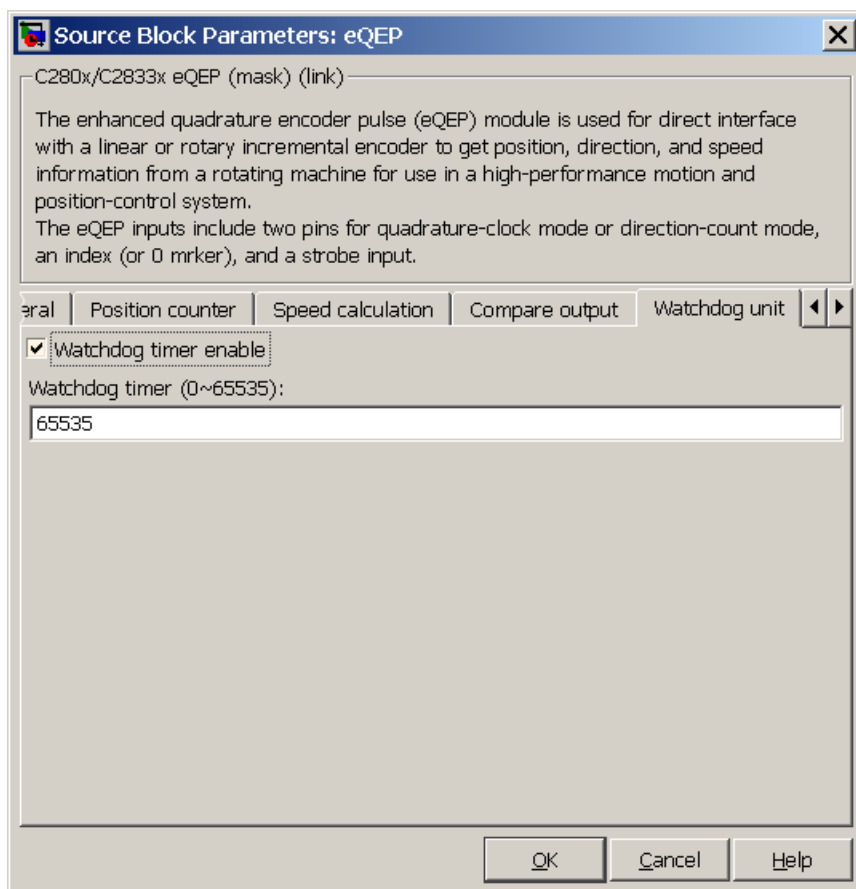 Source Block Parameters: eQEP
C280x/C2833x eQEP (mask) (link)
The enhanced quadrature encoder pulse (eQEP) module is used for direct interface
with a linear or rotary incremental encoder to get position, direction, and speed
information from a rotating machine for use in a high-performance motion and
position-control system.
The eQEP inputs include two pins for quadrature-clock mode or direction-count mode,
an index (or 0 mrker), and a strobe input.
eral Position counter Speed calculation Compare output Watchdog unit
Watchdog timer enable
Watchdog timer (0~65535):
65535
OK Cancel Help